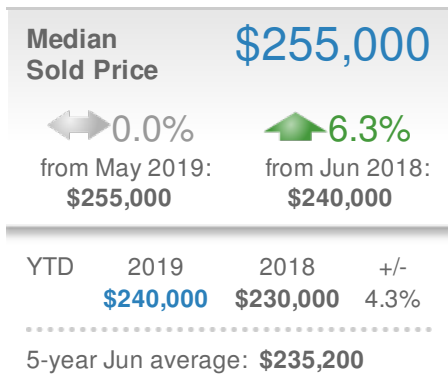 Median $255,000
Sold Price
0.0% 6.3%
from May 2019: from Jun 2018:
$255,000 $240,000
YTD 2019 2018 +/-
$240,000 $230,000 4.3%
5-year Jun average: $235,200